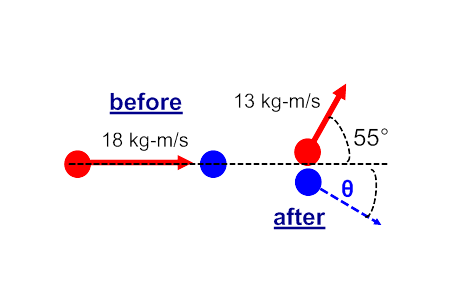 before
18 kg-m/s
13 kg-m/s
55°
θ
after